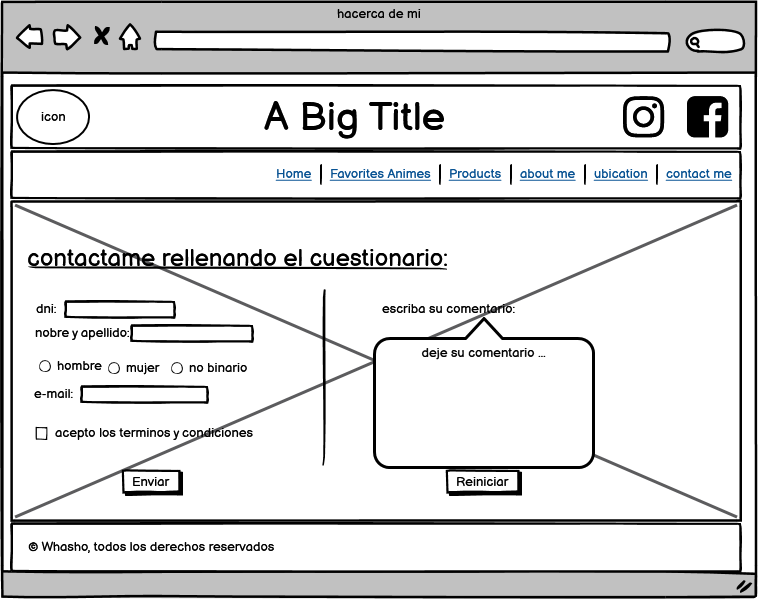 hacerca de mi
icon
A Big Title
Home | Favorites Animes | Products | about me | ubication | contact me
contactame rellenando el cuestionario:
dni:
nobre y apellido:
hombre mujer no binario
e-mail:
acepto los terminos y condiciones
Enviar
escriba su comentario:
deje su comentario ...
Reiniciar
© Whasho, todos los derechos reservados